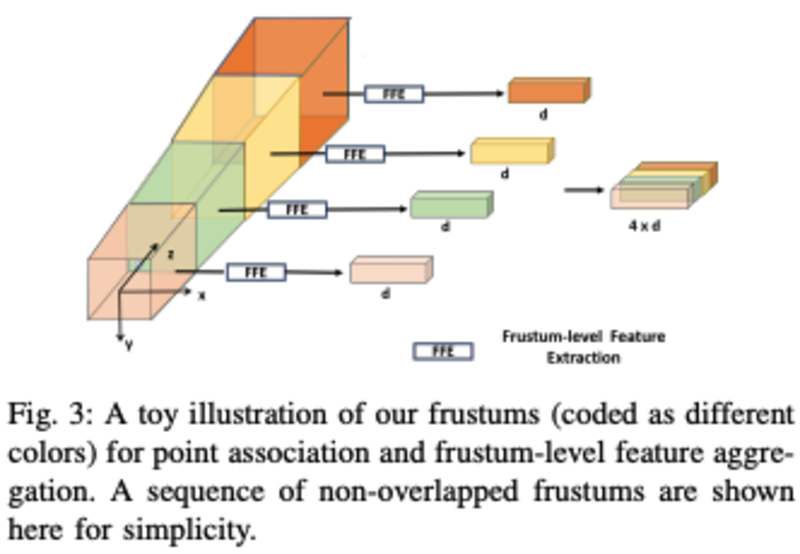 FFE
d
FFE
d
FFE
d
4 x d
z
FFE
x
d
y
FFE
Frustum-level Feature
Extraction
Fig. 3: A toy illustration of our frustums (coded as different
colors) for point association and frustum-level feature aggre-
gation. A sequence of non-overlapped frustums are shown
here for simplicity.